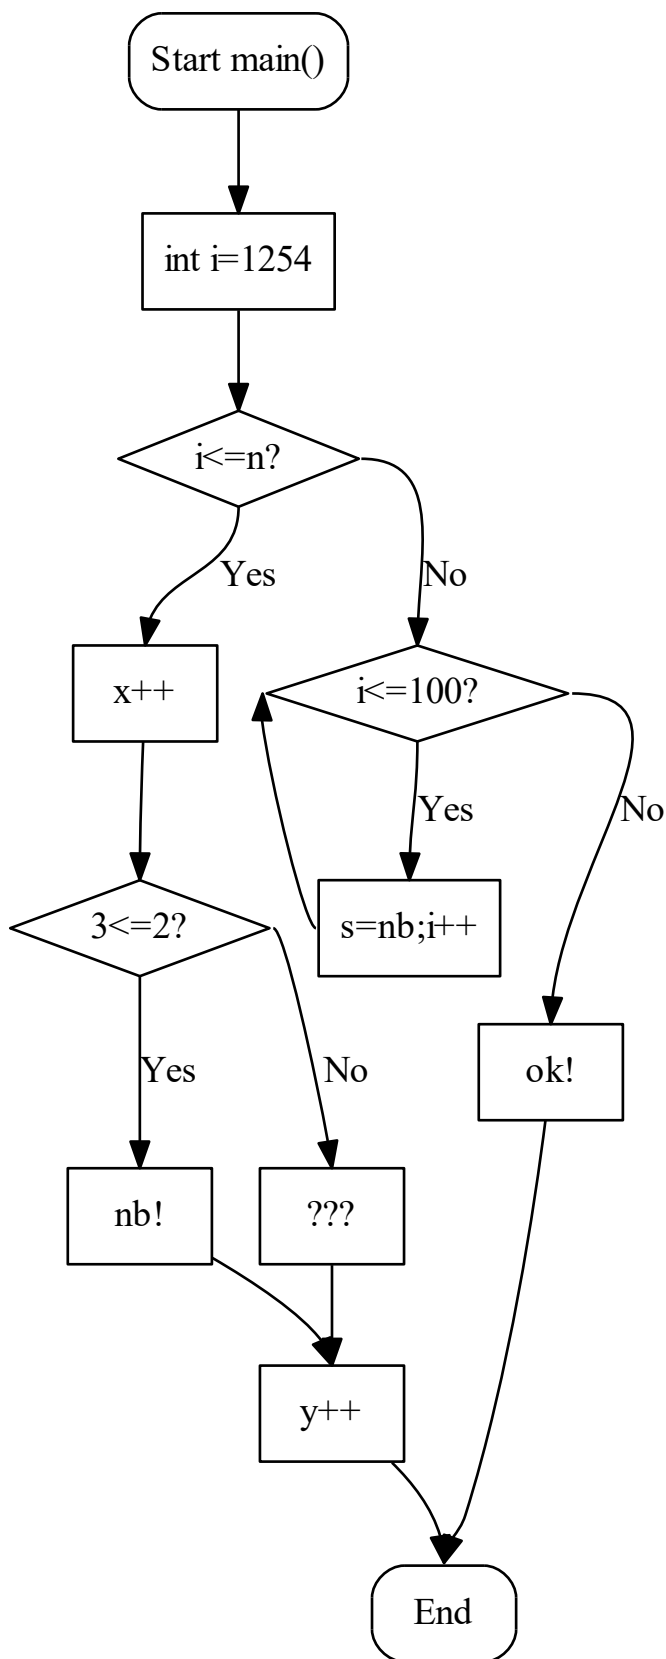 Start main()
int i=1254
i<=n?
Yes
No
x++
i<=100?
Yes
No
3<=2?
s=nb;i++
Yes
No
ok!
nb!
???
y++
End